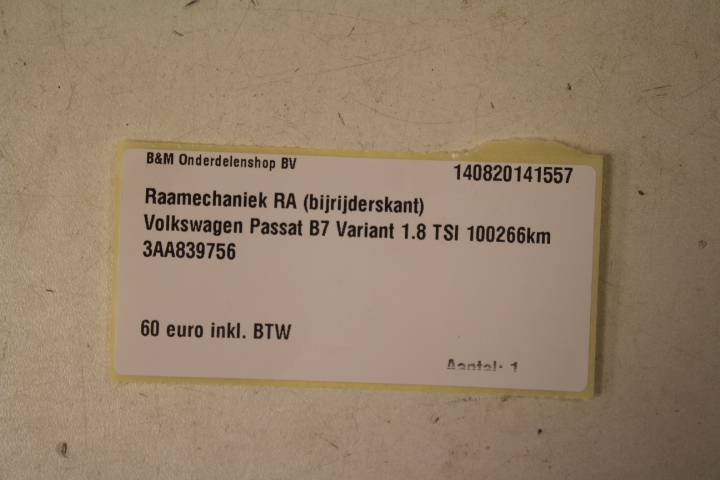 B&M Onderdelenshop BV
140820141557
Raamechaniek RA (bijrijderskant)
Volkswagen Passat B7 Variant 1.8 TSI 100266km
3AA839756
60 euro inkl. BTW
Aantal: 1